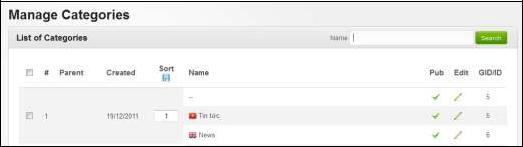 Manage Categories
List of Categories
Name
Search
# Parent Created Sort Name Pub Edit GID/ID
-- 5
1 19/12/2011 1 Tin tức 5
News 5